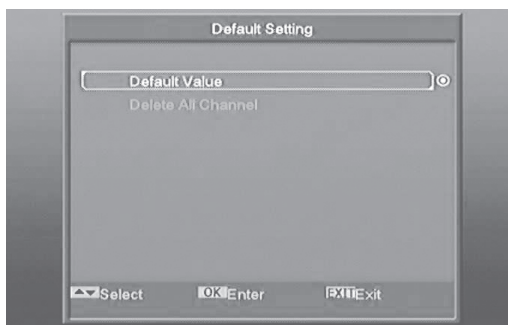 Default Setting
Default Value
Delete All Channel
Select OK Enter EXIT Exit